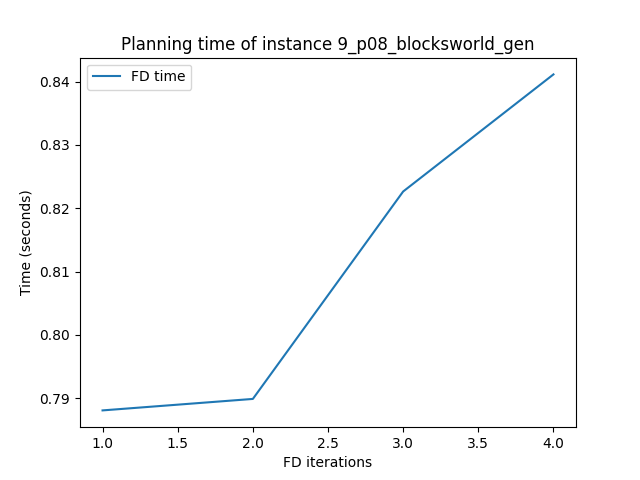 Planning time of instance 9_p08_blocksworld_gen
FD time
0.84
0.83
0.82
0.81
0.80
0.79
Time (seconds)
1.0 1.5 2.0 2.5 3.0 3.5 4.0
FD iterations